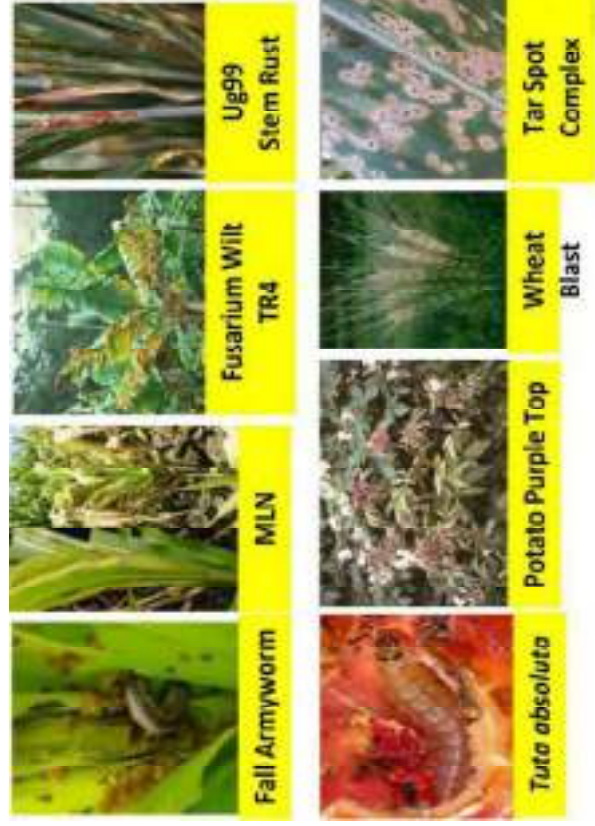 Fall Armyworm
MLN
Fusarium Wilt
TR4
Ug99
Stem Rust
Tuta absoluta
Potato Purple Top
Wheat
Blast
Tar Spot
Complex